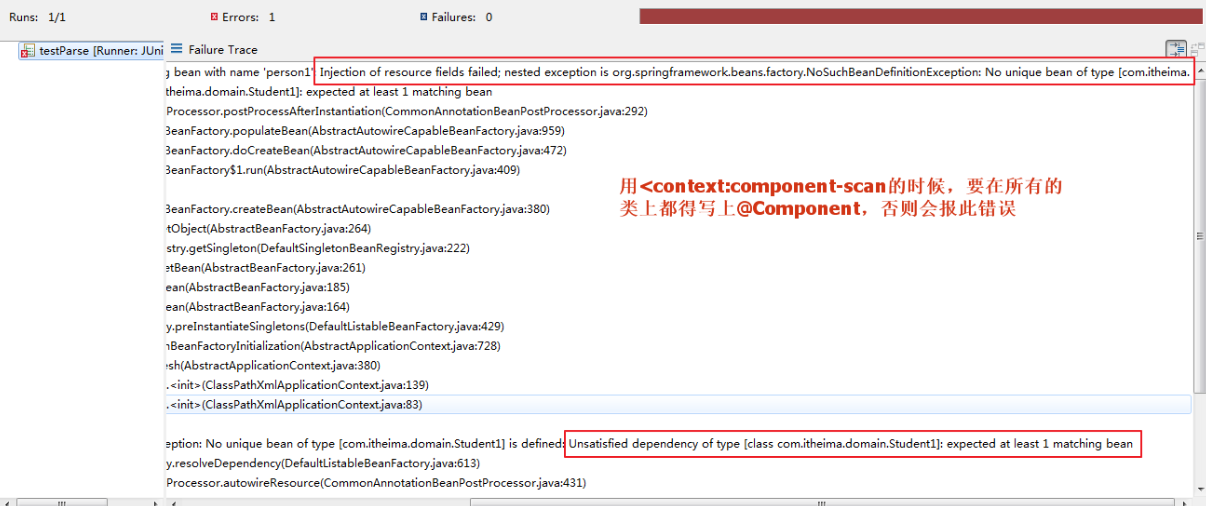 Runs: 1/1 Errors: 1 Failures: 0
testParse [Runner: JUni Failure Trace
g bean with name 'person1': Injection of resource fields failed; nested exception is org.springframework.beans.factory.NoSuchBeanDefinitionException: No unique bean of type [com.itheima.
theima.domain.Student1]: expected at least 1 matching bean
Processor.postProcessAfterInstantiation(CommonAnnotationBeanPostProcessor.java:292)
BeanFactory.populateBean(AbstractAutowireCapableBeanFactory.java:959)
BeanFactory.doCreateBean(AbstractAutowireCapableBeanFactory.java:472)
BeanFactory$1.run(AbstractAutowireCapableBeanFactory.java:409)
用<context:component-scan的时候，要在所有的
类上都得写上@Component，否则会报此错误
BeanFactory.createBean(AbstractAutowireCapableBeanFactory.java:380)
tObject(AbstractBeanFactory.java:264)
stry.getSingleton(DefaultSingletonBeanRegistry.java:222)
etBean(AbstractBeanFactory.java:261)
ean(AbstractBeanFactory.java:185)
ean(AbstractBeanFactory.java:164)
y.preInstantiateSingletons(DefaultListableBeanFactory.java:429)
nBeanFactoryInitialization(AbstractApplicationContext.java:728)
esh(AbstractApplicationContext.java:380)
.<init>(ClassPathXmlApplicationContext.java:139)
.<init>(ClassPathXmlApplicationContext.java:83)
eption: No unique bean of type [com.itheima.domain.Student1] is defined: Unsatisfied dependency of type [class com.itheima.domain.Student1]: expected at least 1 matching bean
y.resolveDependency(DefaultListableBeanFactory.java:613)
Processor.autowireResource(CommonAnnotationBeanPostProcessor.java:431)